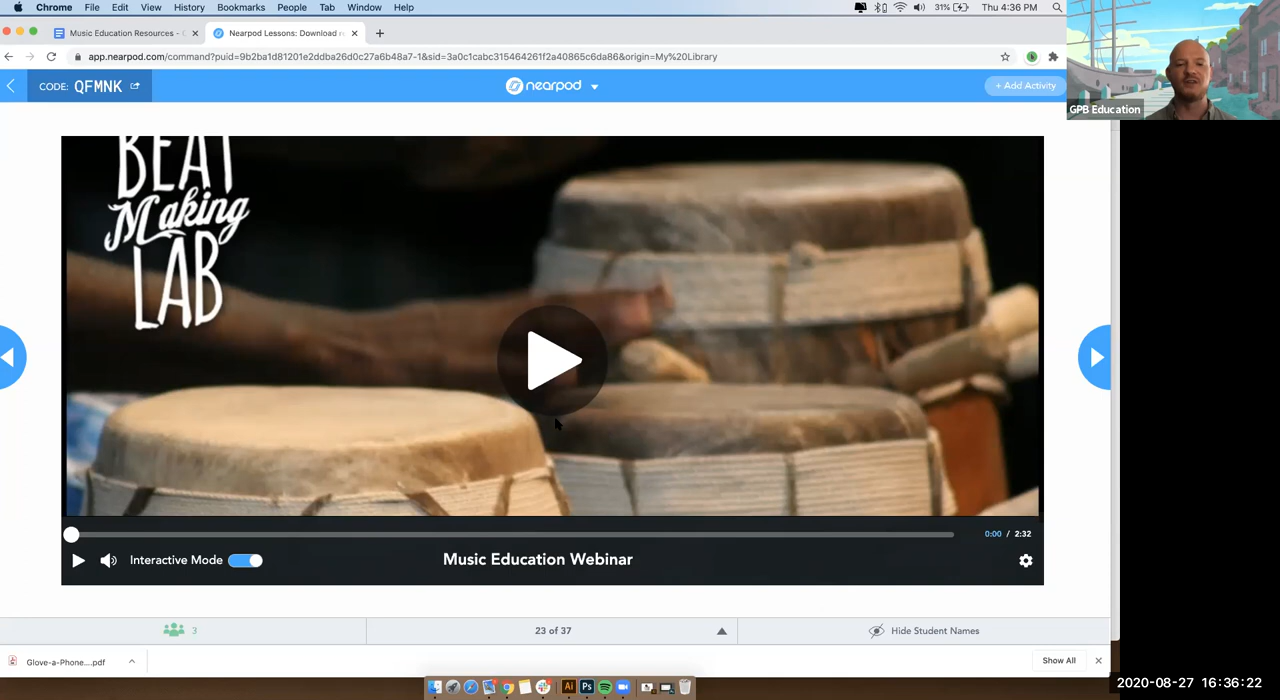 Chrome File Edit View History Bookmarks People Tab Window Help
31% Thu 4:36 PM
Music Education Resources -
Nearpod Lessons: Download
app.nearpod.com/command?puid=9b2ba1d81201e2ddba26d0c27a6b48a7-1&sid=3a0c1cabc315464261f2a40865c6da86&origin=My%20Library
CODE: QFMNK
nearpod
+ Add Activity
GPB Education
BEAT
Making
LAB
0:00 / 2:32
Interactive Mode
Music Education Webinar
3
23 of 37
Hide Student Names
Glove-a-Phone....pdf
Show All
Ai Ps
2020-08-27 16:36:22